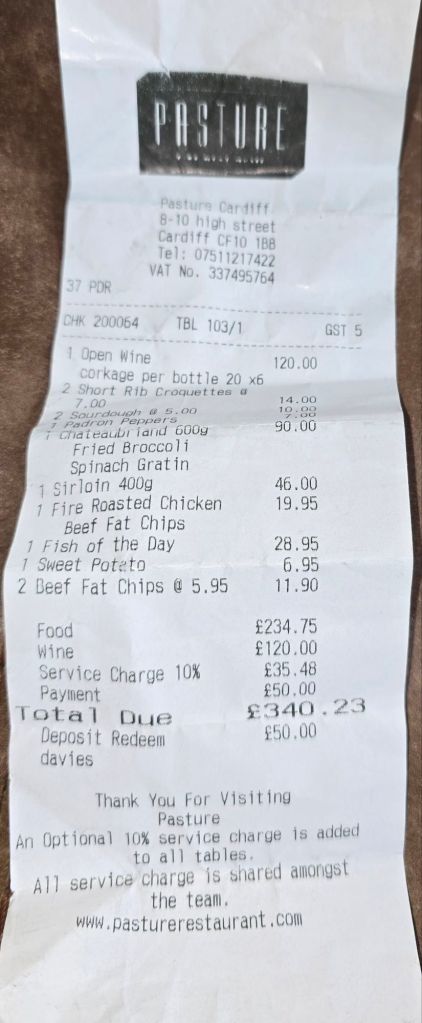 PASTURE
Pasture Cardiff
8-10 high street
Cardiff CF10 1BB
Tel: 07511217422
VAT No. 337495764
37 PDR
CHK 200064 TBL 103/1 GST 5
1 Open Wine 120.00
corkage per bottle 20 x6
2 Short Rib Croquettes @
7.00 14.00
2 Sourdough @ 5.00 10.00
1 Padron Peppers 7.00
1 Chateaubriand 600g 90.00
Fried Broccoli
Spinach Gratin
1 Sirloin 400g 46.00
1 Fire Roasted Chicken 19.95
Beef Fat Chips
1 Fish of the Day 28.95
1 Sweet Potato 6.95
2 Beef Fat Chips @ 5.95 11.90
Food £234.75
Wine £120.00
Service Charge 10% £35.48
Payment £50.00
Total Due £340.23
Deposit Redeem £50.00
davies
Thank You For Visiting
Pasture
An Optional 10% service charge is added
to all tables.
All service charge is shared amongst
the team.
www.pasturerestaurant.com